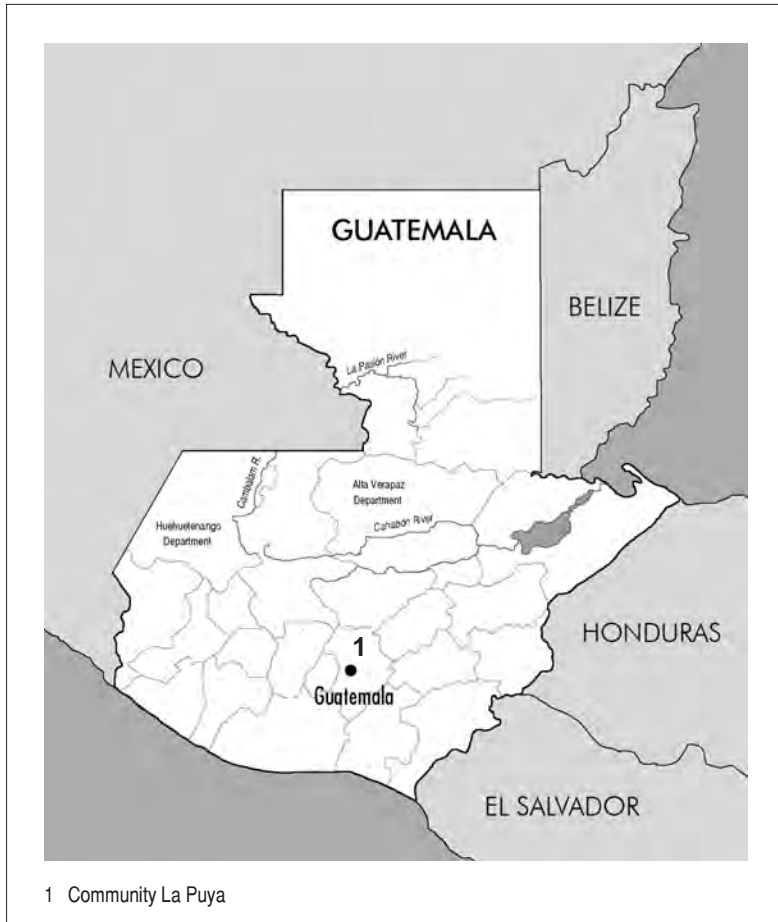 GUATEMALA
BELIZE
MEXICO
La Pasión River
Cambalam R.
Alta Verapaz
Department
Huehuetenango
Department
Cahabón River
HONDURAS
1
Guatemala
EL SALVADOR
1 Community La Puya